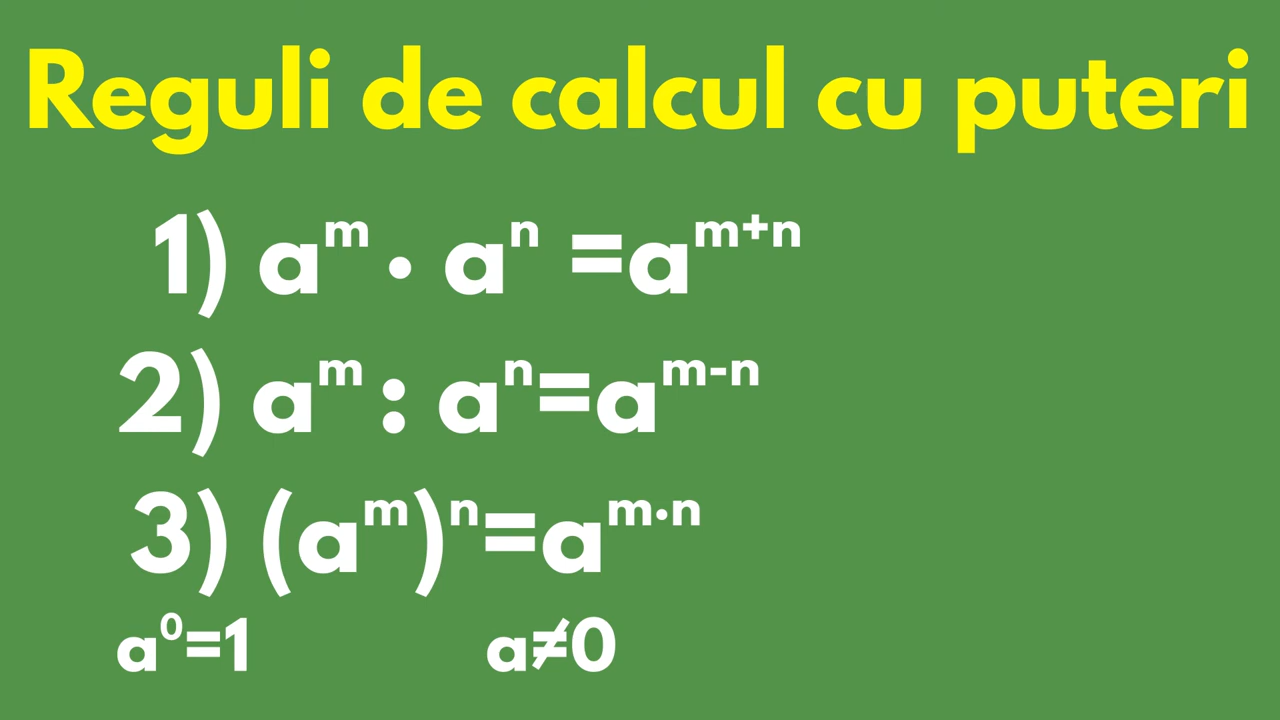 Reguli de calcul cu puteri
1) aᵐ · aⁿ =aᵐ⁺ⁿ
2) aᵐ : aⁿ=aᵐ⁻ⁿ
3) (aᵐ)ⁿ=aᵐ·ⁿ
a⁰=1 a≠0